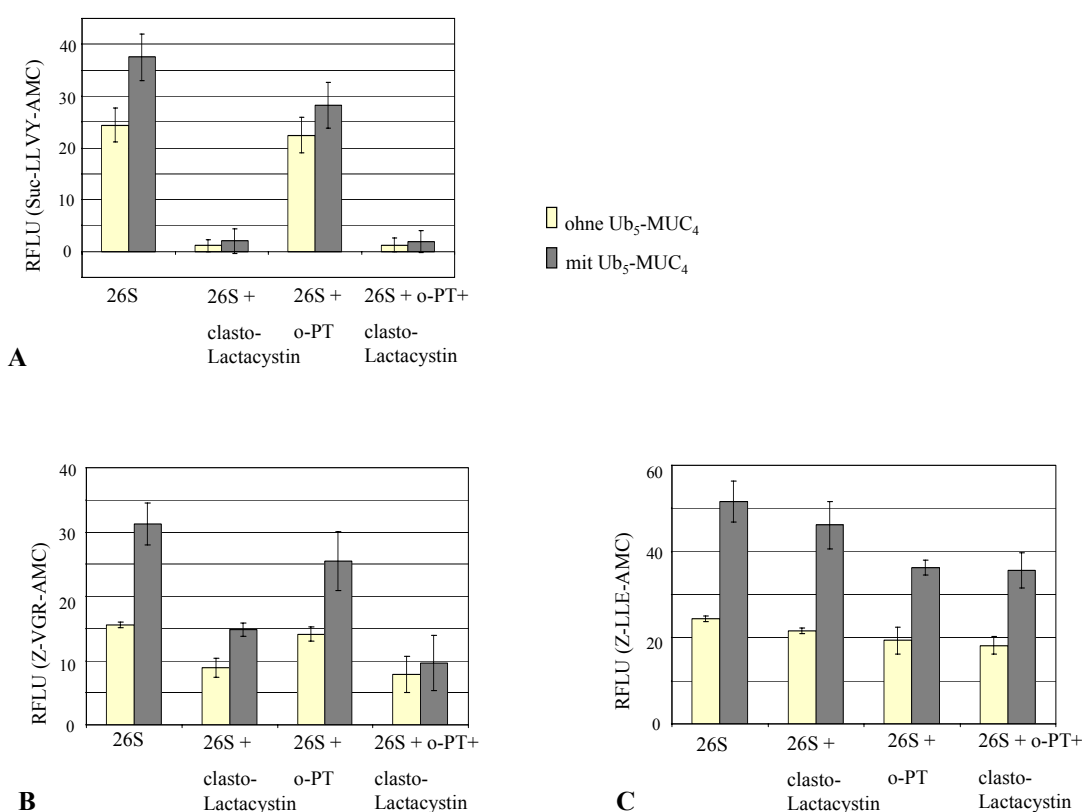 RFLU (Suc-LLVY-AMC)
40
30
20
10
0
26S
26S +
clasto-
Lactacystin
26S +
o-PT
26S + o-PT+
clasto-
Lactacystin
A
ohne Ub₅-MUC₄
mit Ub₅-MUC₄
RFLU (Z-VGR-AMC)
40
30
20
10
0
26S
26S +
clasto-
Lactacystin
26S +
o-PT
26S + o-PT+
clasto-
Lactacystin
B
RFLU (Z-LLE-AMC)
60
40
20
0
26S
26S +
clasto-
Lactacystin
26S +
o-PT
26S + o-PT+
clasto-
Lactacystin
C